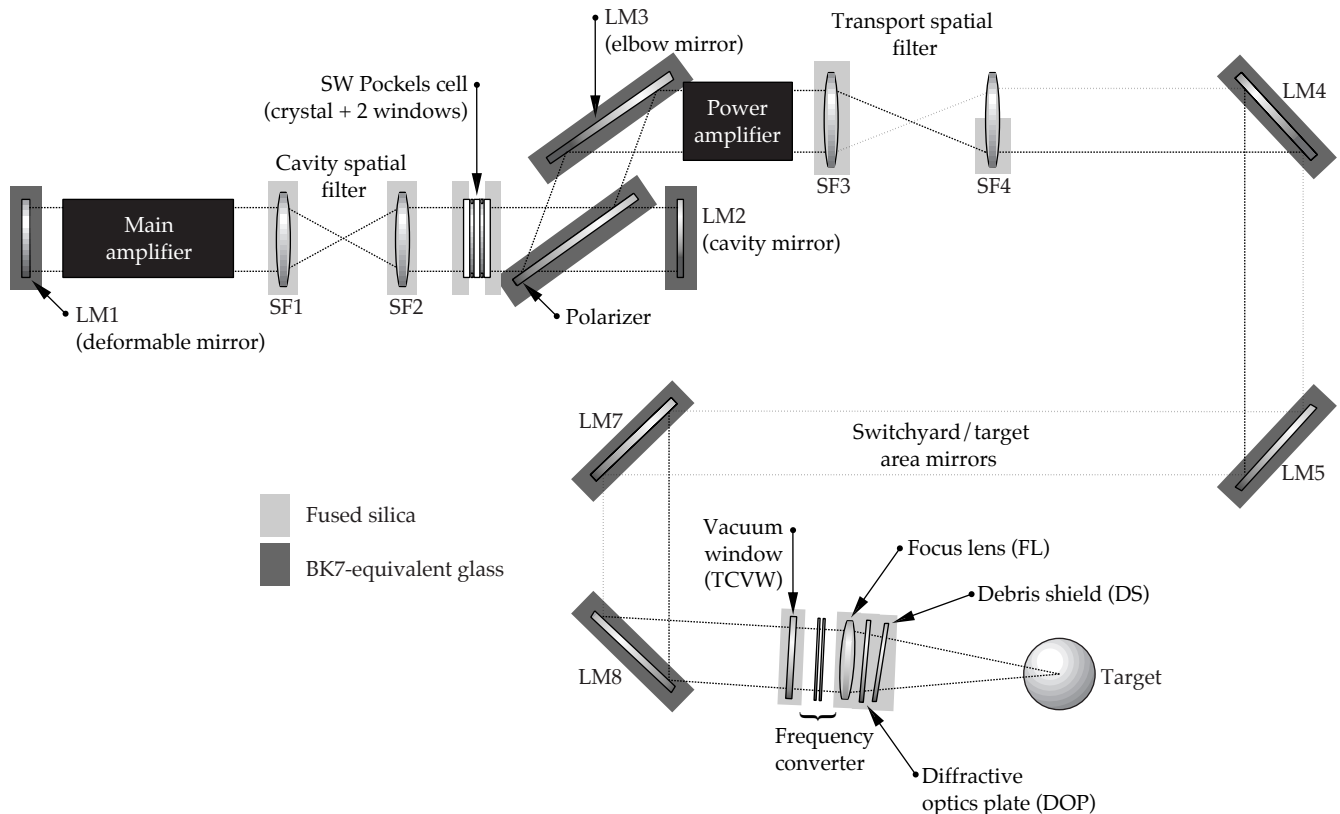 LM3
(elbow mirror)
Transport spatial
filter
SW Pockels cell
(crystal + 2 windows)
Power
amplifier
LM4
Cavity spatial
filter
SF3
SF4
Main
amplifier
LM2
(cavity mirror)
SF1
SF2
LM1
(deformable mirror)
Polarizer
LM7
Switchyard/target
area mirrors
LM5
Fused silica
BK7-equivalent glass
Vacuum
window
(TCVW)
Focus lens (FL)
Debris shield (DS)
LM8
Target
Frequency
converter
Diffractive
optics plate (DOP)